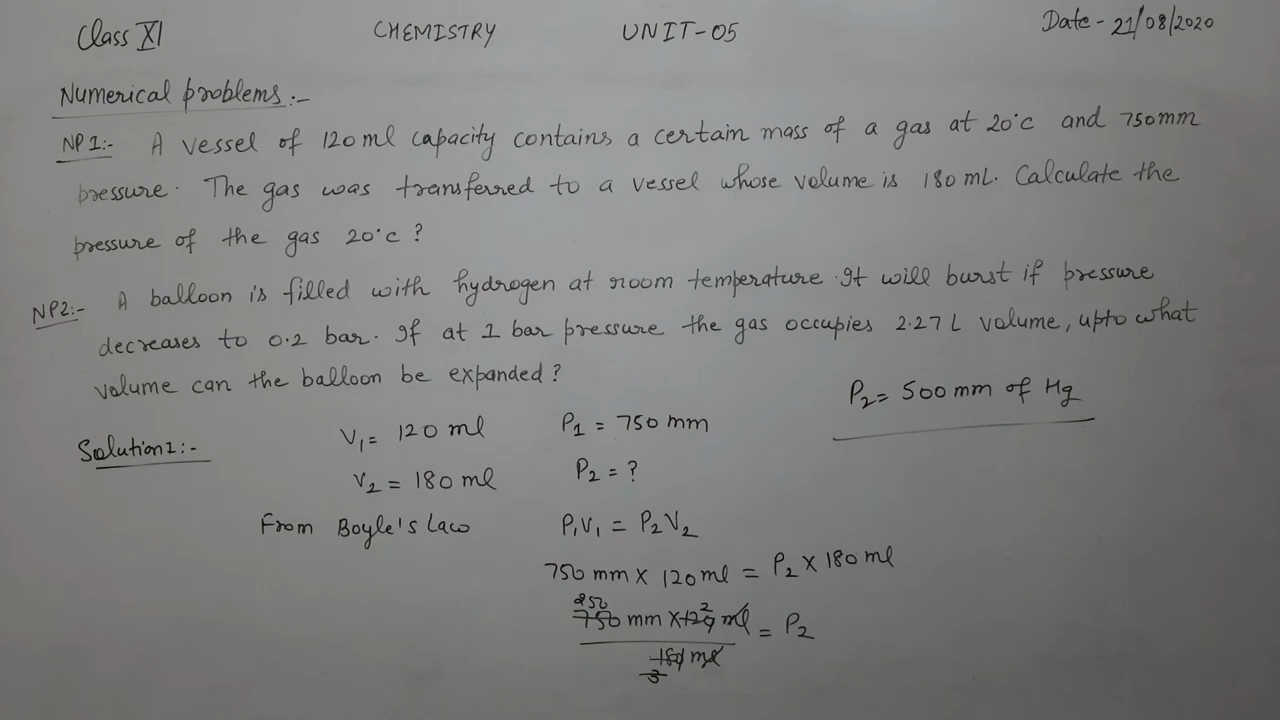 Class XI CHEMISTRY UNIT-05 Date - 21/08/2020
Numerical problems :-
NP1:- A vessel of 120ml capacity contains a certain mass of a gas at 20°c and 750mm
pressure. The gas was transferred to a vessel whose volume is 180 mL. Calculate the
pressure of the gas 20°c ?
NP2:- A balloon is filled with hydrogen at room temperature. It will burst if pressure
decreases to 0.2 bar. If at 1 bar pressure the gas occupies 2.27 L volume, upto what
volume can the balloon be expanded ?
P₂ = 500 mm of Hg
Solution1:- V₁ = 120 ml P₁ = 750 mm
V₂ = 180 ml P₂ = ?
From Boyle's Law P₁V₁ = P₂V₂
750 mm × 120 ml = P₂ × 180 ml
250 2
750 mm × 120 ml = P₂
180 ml
3